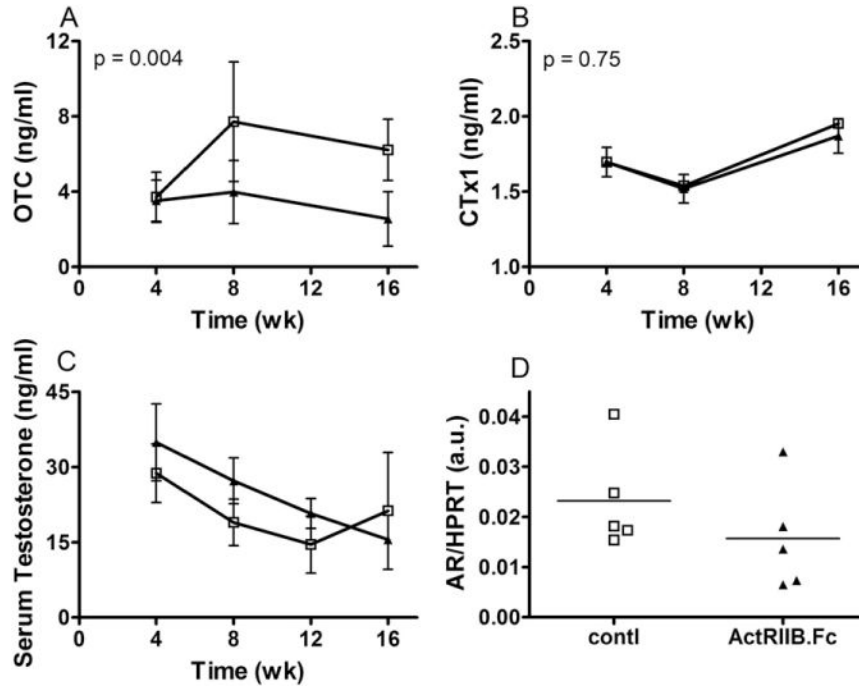 A
p = 0.004
OTC (ng/ml)
12
8
4
0
0 4 8 12 16
Time (wk)
B
p = 0.75
CTx1 (ng/ml)
2.5
2.0
1.5
1.0
0 4 8 12 16
Time (wk)
C
Serum Testosterone (ng/ml)
45
30
15
0
0 4 8 12 16
Time (wk)
D
AR/HPRT (a.u.)
0.04
0.03
0.02
0.01
0.00
contl ActRIIB.Fc